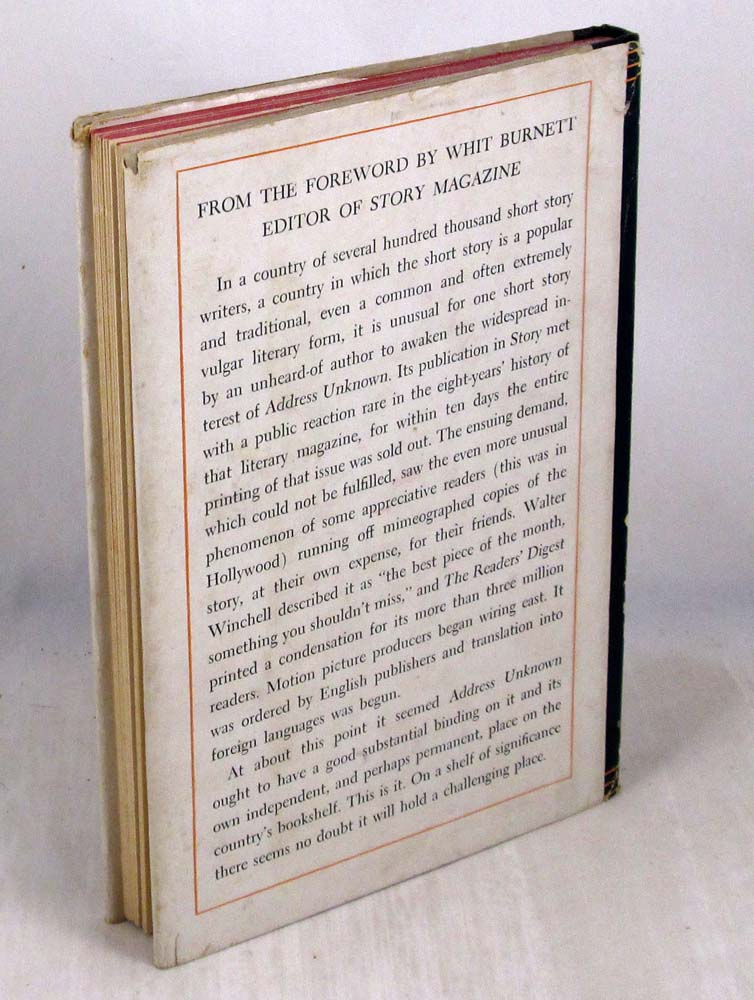 FROM THE FOREWORD BY WHIT BURNETT
EDITOR OF STORY MAGAZINE
In a country of several hundred thousand short story
writers, a country in which the short story is a popular
and traditional, even a common and often extremely
vulgar literary form, it is unusual for one short story
by an unheard-of author to awaken the widespread in-
terest of Address Unknown. Its publication in Story met
with a public reaction rare in the eight-years' history of
that literary magazine, for within ten days the entire
printing of that issue was sold out. The ensuing demand,
which could not be fulfilled, saw the even more unusual
phenomenon of some appreciative readers (this was in
Hollywood) running off mimeographed copies of the
story, at their own expense, for their friends. Walter
Winchell described it as "the best piece of the month,
something you shouldn't miss," and The Readers' Digest
printed a condensation for its more than three million
readers. Motion picture producers began wiring east. It
was ordered by English publishers and translation into
foreign languages was begun.
At about this point it seemed Address Unknown
ought to have a good substantial binding on it and its
own independent, and perhaps permanent, place on the
country's bookshelf. This is it. On a shelf of significance
there seems no doubt it will hold a challenging place.